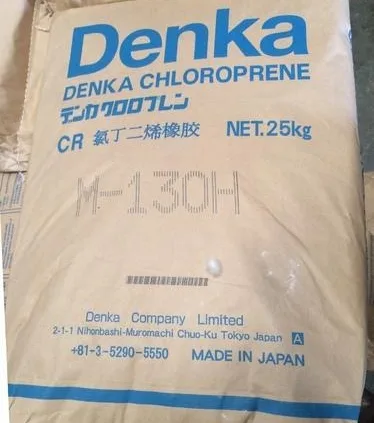 Denka
DENKA CHLOROPRENE
デンカクロロプレン
CR 氯丁二烯橡胶 NET.25kg
M-130H
Denka Company Limited
2-1-1 Nihonbashi-Muromachi Chuo-Ku Tokyo Japan A
+81-3-5290-5550 MADE IN JAPAN